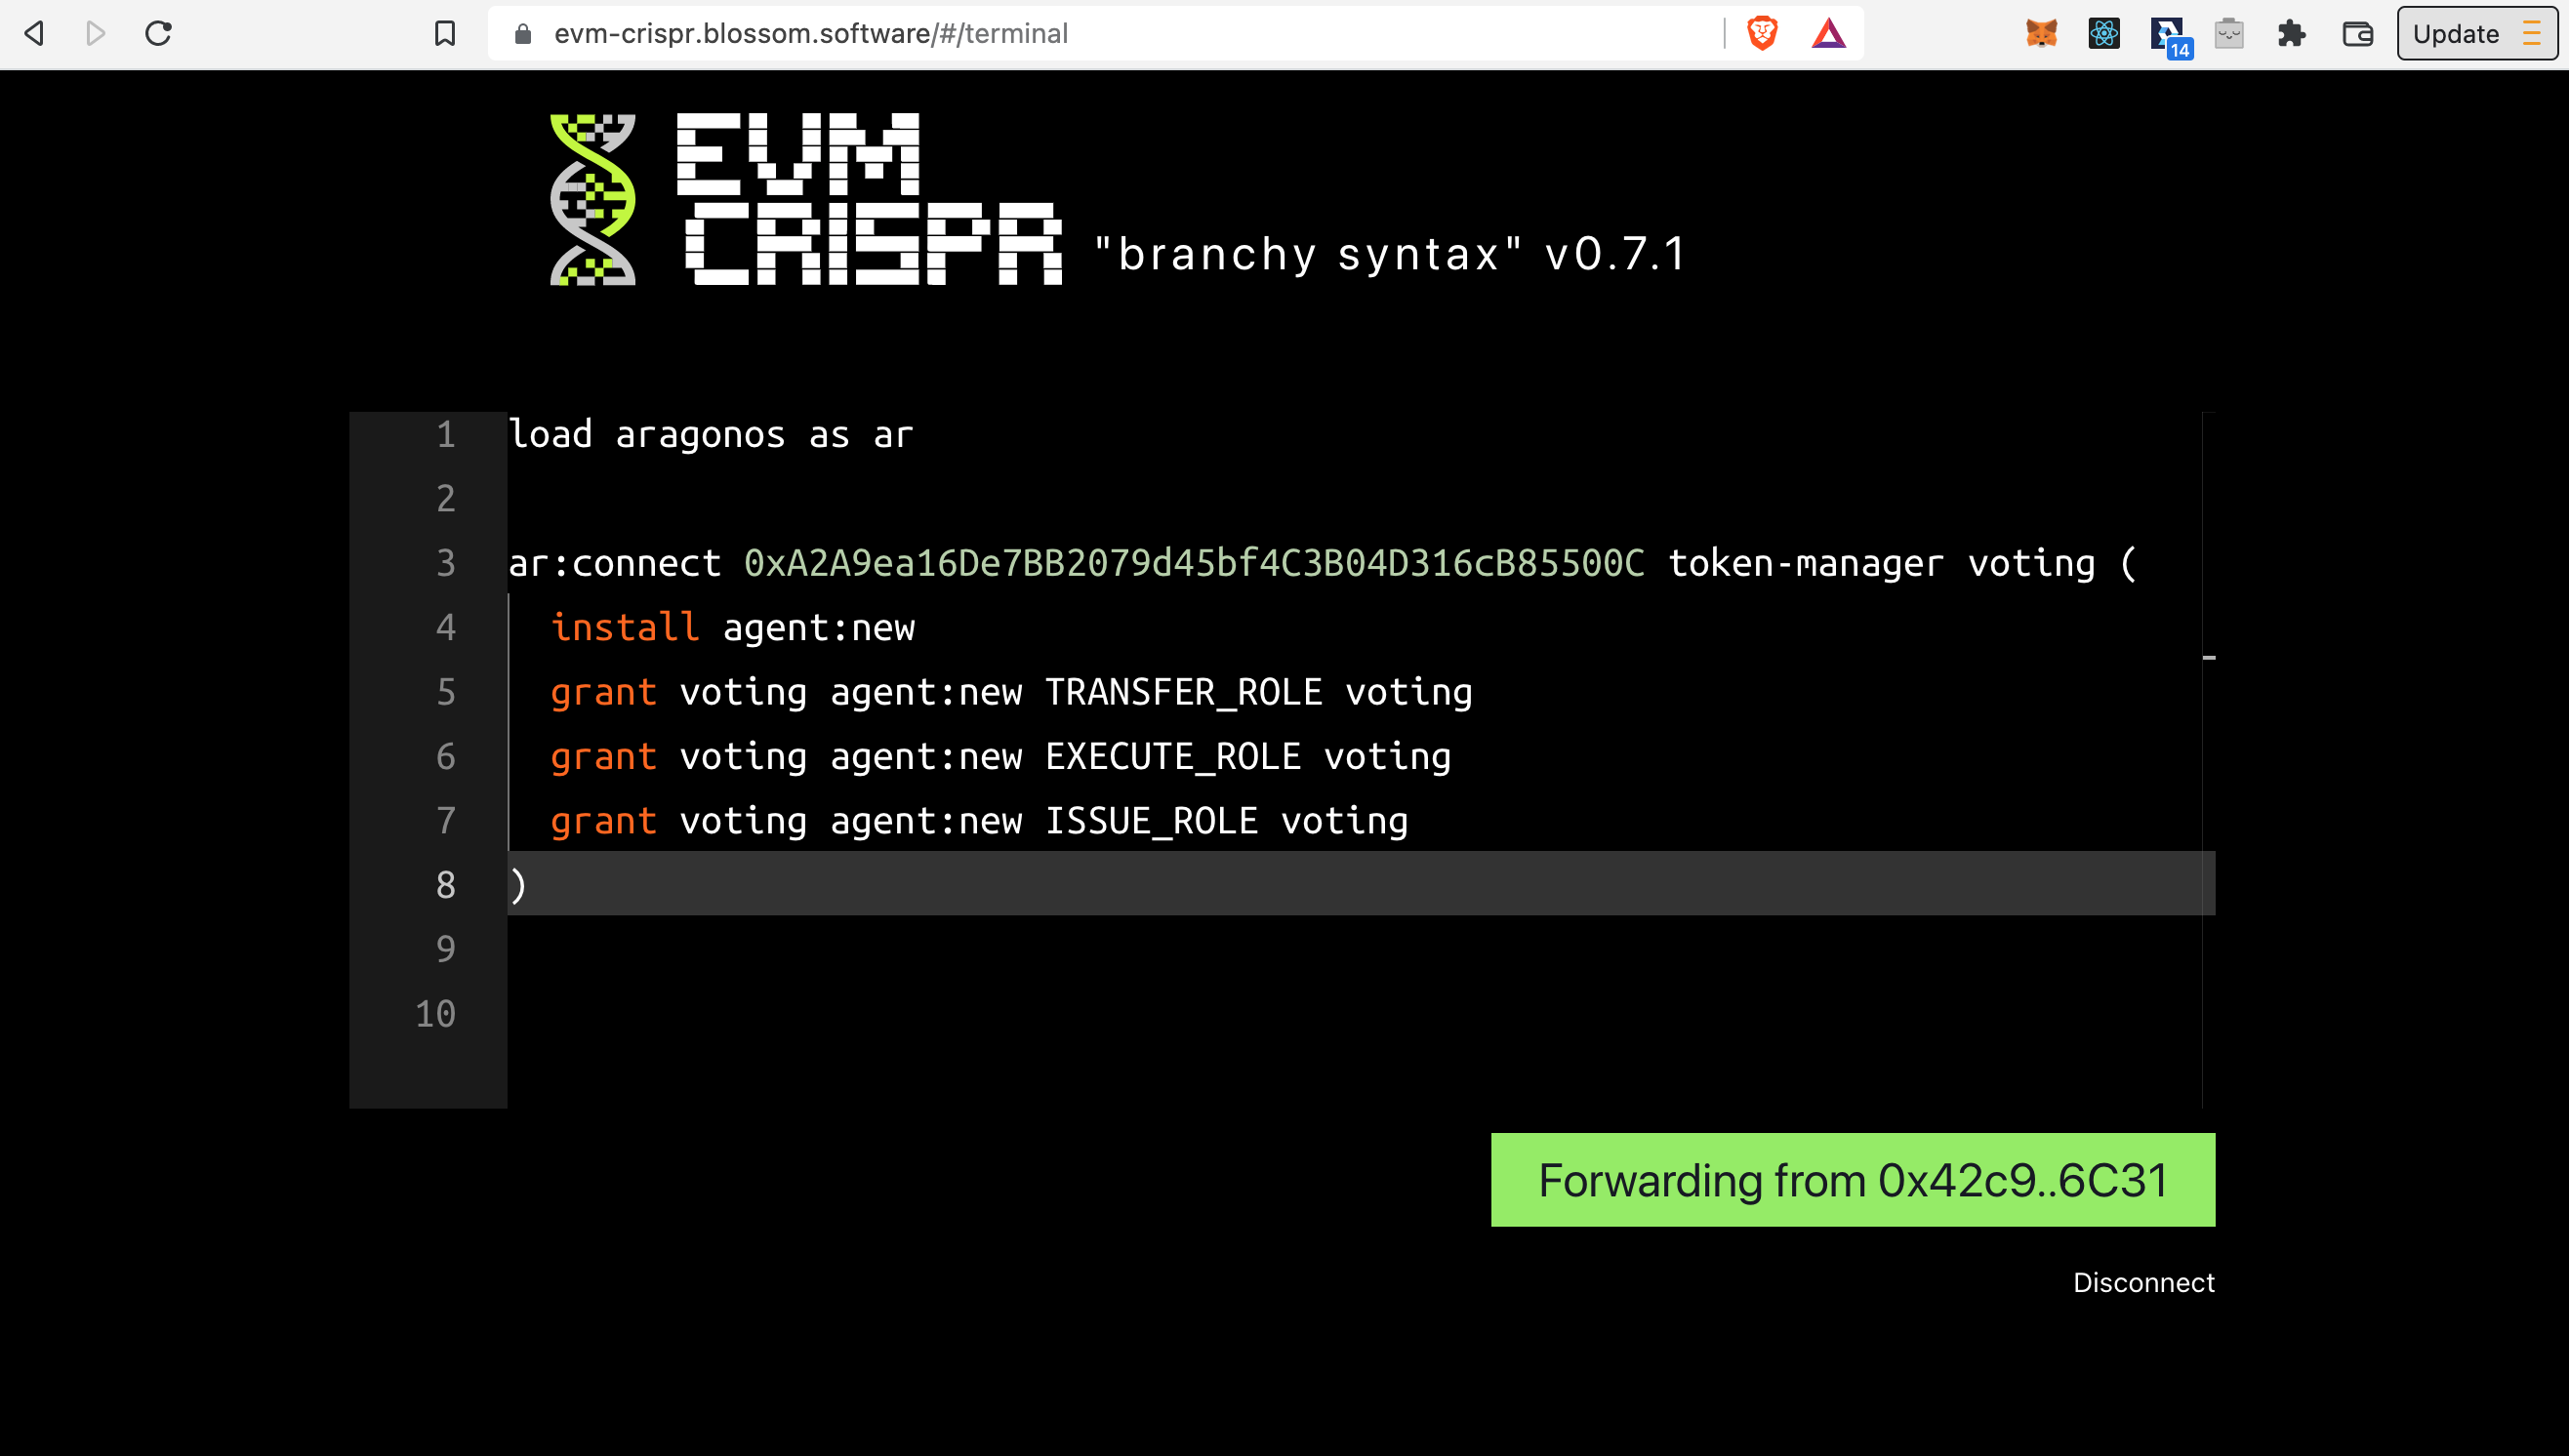 evm-crispr.blossom.software/#/terminal
14
Update
EVM
CRISPR "branchy syntax" v0.7.1
1 load aragonos as ar
2
3 ar:connect 0xA2A9ea16De7BB2079d45bf4C3B04D316cB85500C token-manager voting (
4 install agent:new
5 grant voting agent:new TRANSFER_ROLE voting
6 grant voting agent:new EXECUTE_ROLE voting
7 grant voting agent:new ISSUE_ROLE voting
8 )
9
10
Forwarding from 0x42c9..6C31
Disconnect